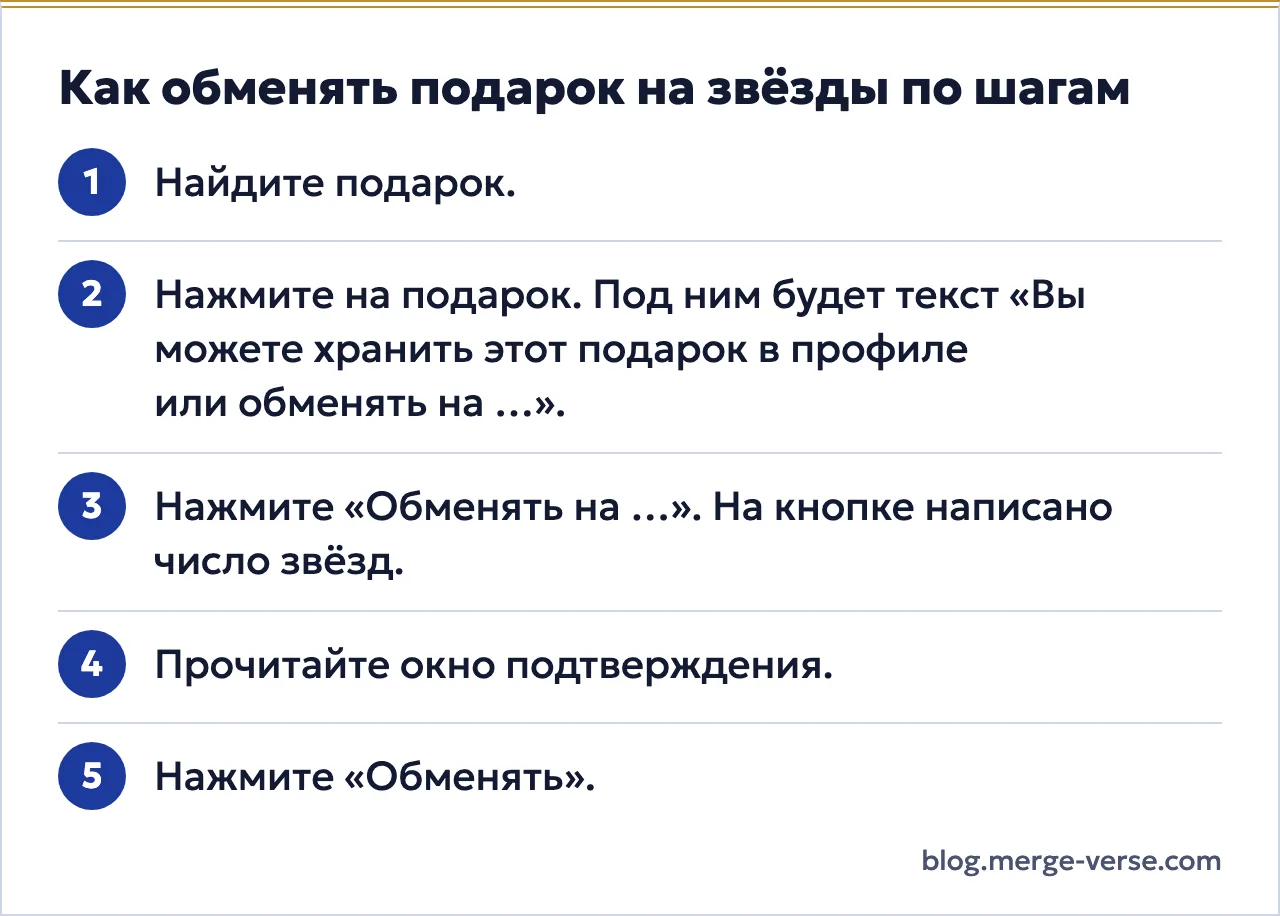 Как обменять подарок на звёзды по шагам
1 Найдите подарок.
2 Нажмите на подарок. Под ним будет текст «Вы
можете хранить этот подарок в профиле
или обменять на ...».
3 Нажмите «Обменять на ...». На кнопке написано
число звёзд.
4 Прочитайте окно подтверждения.
5 Нажмите «Обменять».
blog.merge-verse.com